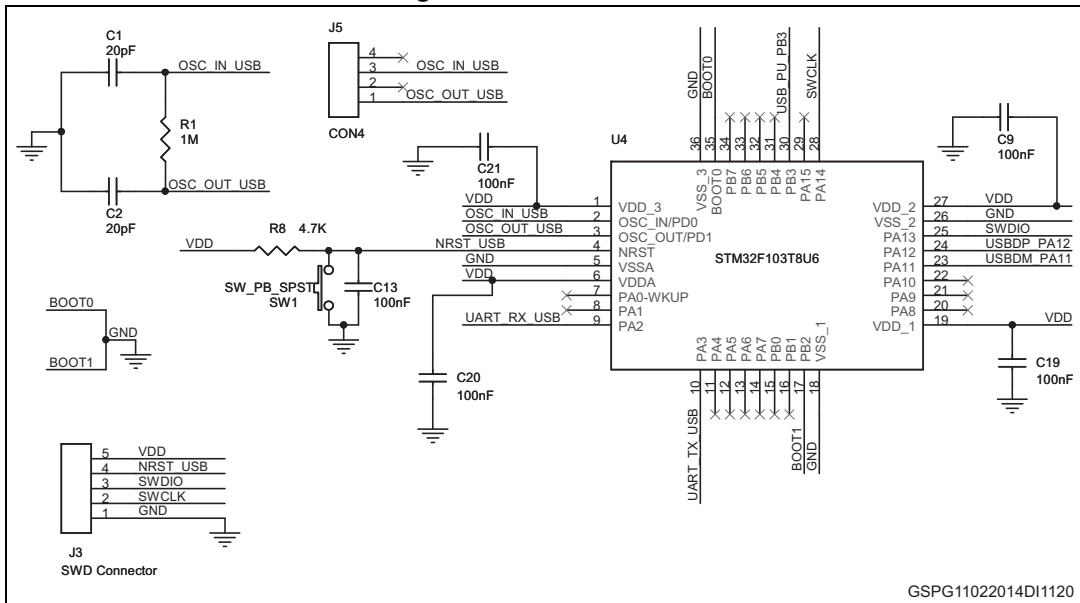 C1
20pF
OSC_IN_USB
R1
1M
OSC_OUT_USB
C2
20pF
J5
4
3 OSC_IN_USB
2
1 OSC_OUT_USB
CON4
C21
100nF
VDD
OSC_IN_USB
OSC_OUT_USB
NRST_USB
GND
VDD
UART_RX_USB
R8 4.7K
VDD
SW_PB_SPST
SW1
C13
100nF
C20
100nF
BOOT0
GND
BOOT1
5 VDD
4 NRST_USB
3 SWDIO
2 SWCLK
1 GND
J3
SWD Connector
U4
STM32F103T8U6
1 VDD_3
2 OSC_IN/PD0
3 OSC_OUT/PD1
4 NRST
5 VSSA
6 VDDA
7 PA0-WKUP
8 PA1
9 PA2
GND 36 VSS_3
BOOT0 35 BOOT0
34 PB7
33 PB6
32 PB5
31 PB4
USB_PU_PB3 30 PB3
29 PA15
SWCLK 28 PA14
VDD_2 27 VDD
VSS_2 26 GND
PA13 25 SWDIO
PA12 24 USBDP_PA12
PA11 23 USBDM_PA11
PA10 22
PA9 21
PA8 20
VDD_1 19 VDD
PA3 10 UART_TX_USB
PA4 11
PA5 12
PA6 13
PA7 14
PB0 15
PB1 16
PB2 17 BOOT1
VSS_1 18 GND
C9
100nF
C19
100nF
GSPG11022014DI1120